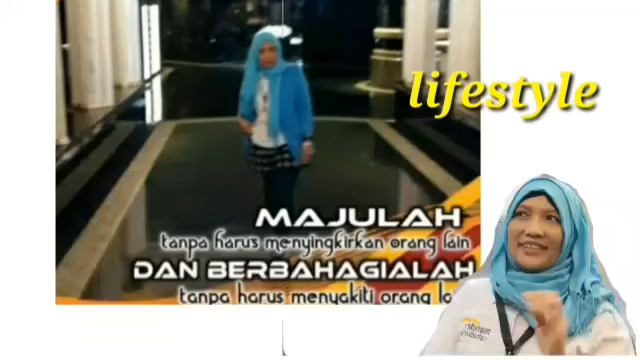 lifestyle
MAJULAH
tanpa harus menyingkirkan orang lain
DAN BERBAHAGIALAH
tanpa harus menyakiti orang